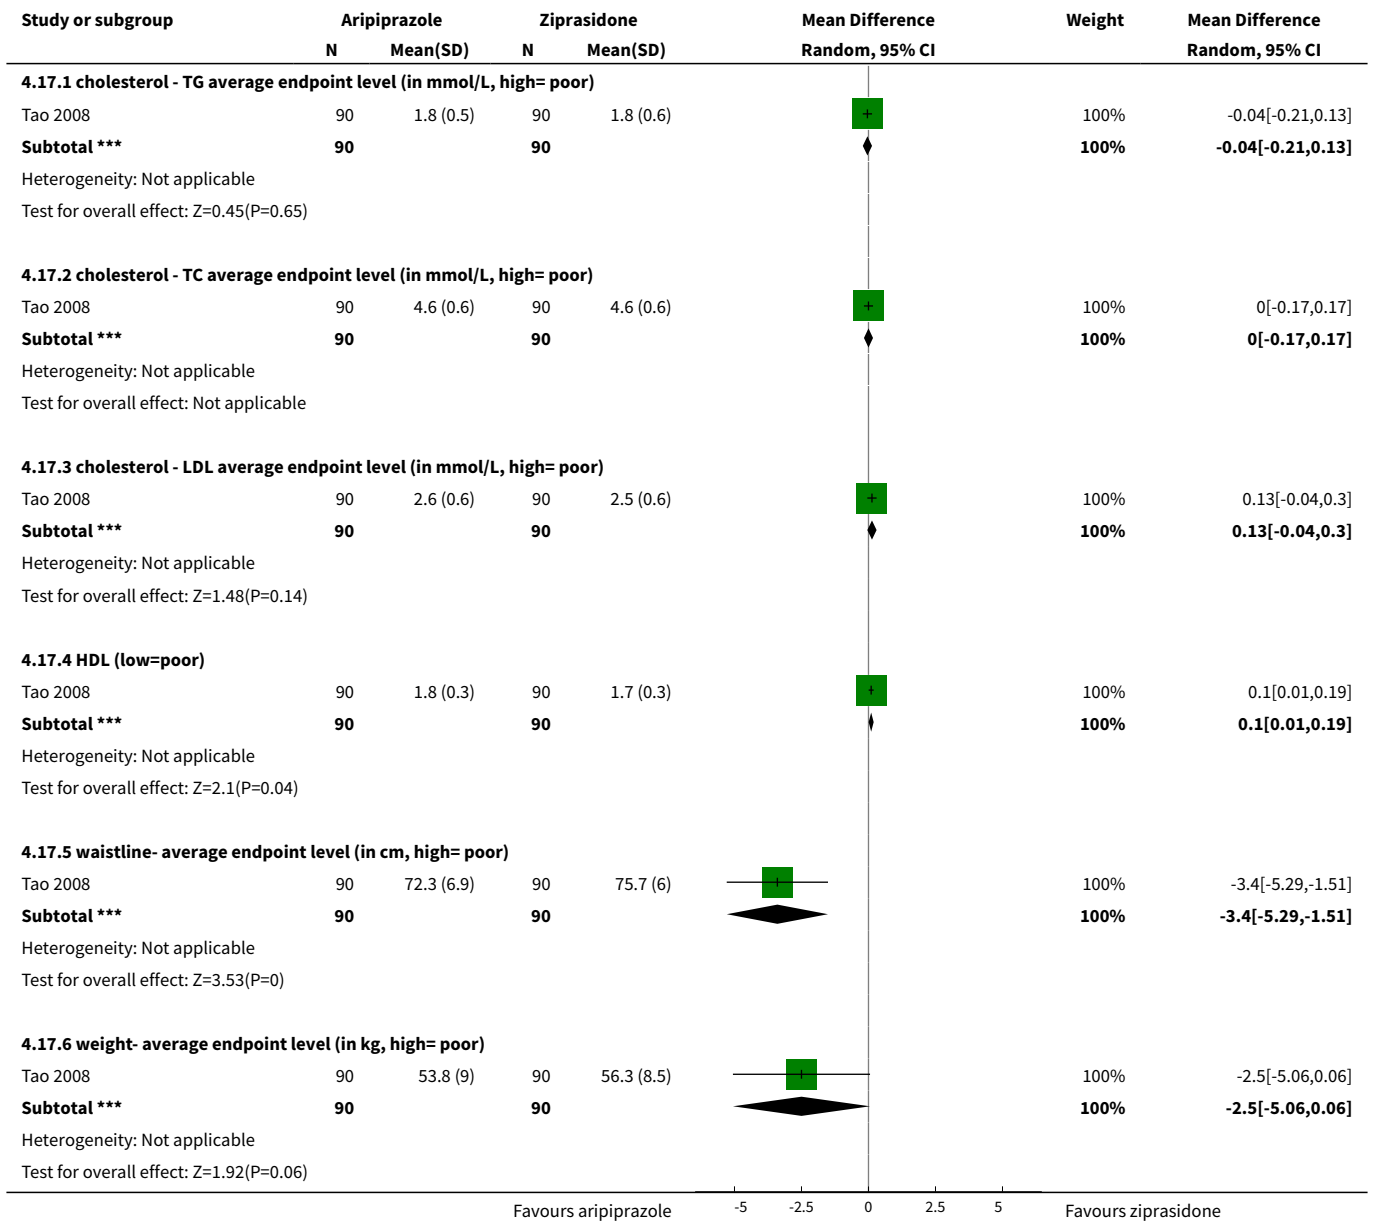 Study or subgroup Aripiprazole Ziprasidone Mean Difference Weight Mean Difference
N Mean(SD) N Mean(SD) Random, 95% CI Random, 95% CI
4.17.1 cholesterol - TG average endpoint level (in mmol/L, high= poor)
Tao 2008 90 1.8 (0.5) 90 1.8 (0.6) 100% -0.04[-0.21,0.13]
Subtotal *** 90 90 100% -0.04[-0.21,0.13]
Heterogeneity: Not applicable
Test for overall effect: Z=0.45(P=0.65)
4.17.2 cholesterol - TC average endpoint level (in mmol/L, high= poor)
Tao 2008 90 4.6 (0.6) 90 4.6 (0.6) 100% 0[-0.17,0.17]
Subtotal *** 90 90 100% 0[-0.17,0.17]
Heterogeneity: Not applicable
Test for overall effect: Not applicable
4.17.3 cholesterol - LDL average endpoint level (in mmol/L, high= poor)
Tao 2008 90 2.6 (0.6) 90 2.5 (0.6) 100% 0.13[-0.04,0.3]
Subtotal *** 90 90 100% 0.13[-0.04,0.3]
Heterogeneity: Not applicable
Test for overall effect: Z=1.48(P=0.14)
4.17.4 HDL (low=poor)
Tao 2008 90 1.8 (0.3) 90 1.7 (0.3) 100% 0.1[0.01,0.19]
Subtotal *** 90 90 100% 0.1[0.01,0.19]
Heterogeneity: Not applicable
Test for overall effect: Z=2.1(P=0.04)
4.17.5 waistline- average endpoint level (in cm, high= poor)
Tao 2008 90 72.3 (6.9) 90 75.7 (6) 100% -3.4[-5.29,-1.51]
Subtotal *** 90 90 100% -3.4[-5.29,-1.51]
Heterogeneity: Not applicable
Test for overall effect: Z=3.53(P=0)
4.17.6 weight- average endpoint level (in kg, high= poor)
Tao 2008 90 53.8 (9) 90 56.3 (8.5) 100% -2.5[-5.06,0.06]
Subtotal *** 90 90 100% -2.5[-5.06,0.06]
Heterogeneity: Not applicable
Test for overall effect: Z=1.92(P=0.06)
Favours aripiprazole -5 -2.5 0 2.5 5 Favours ziprasidone